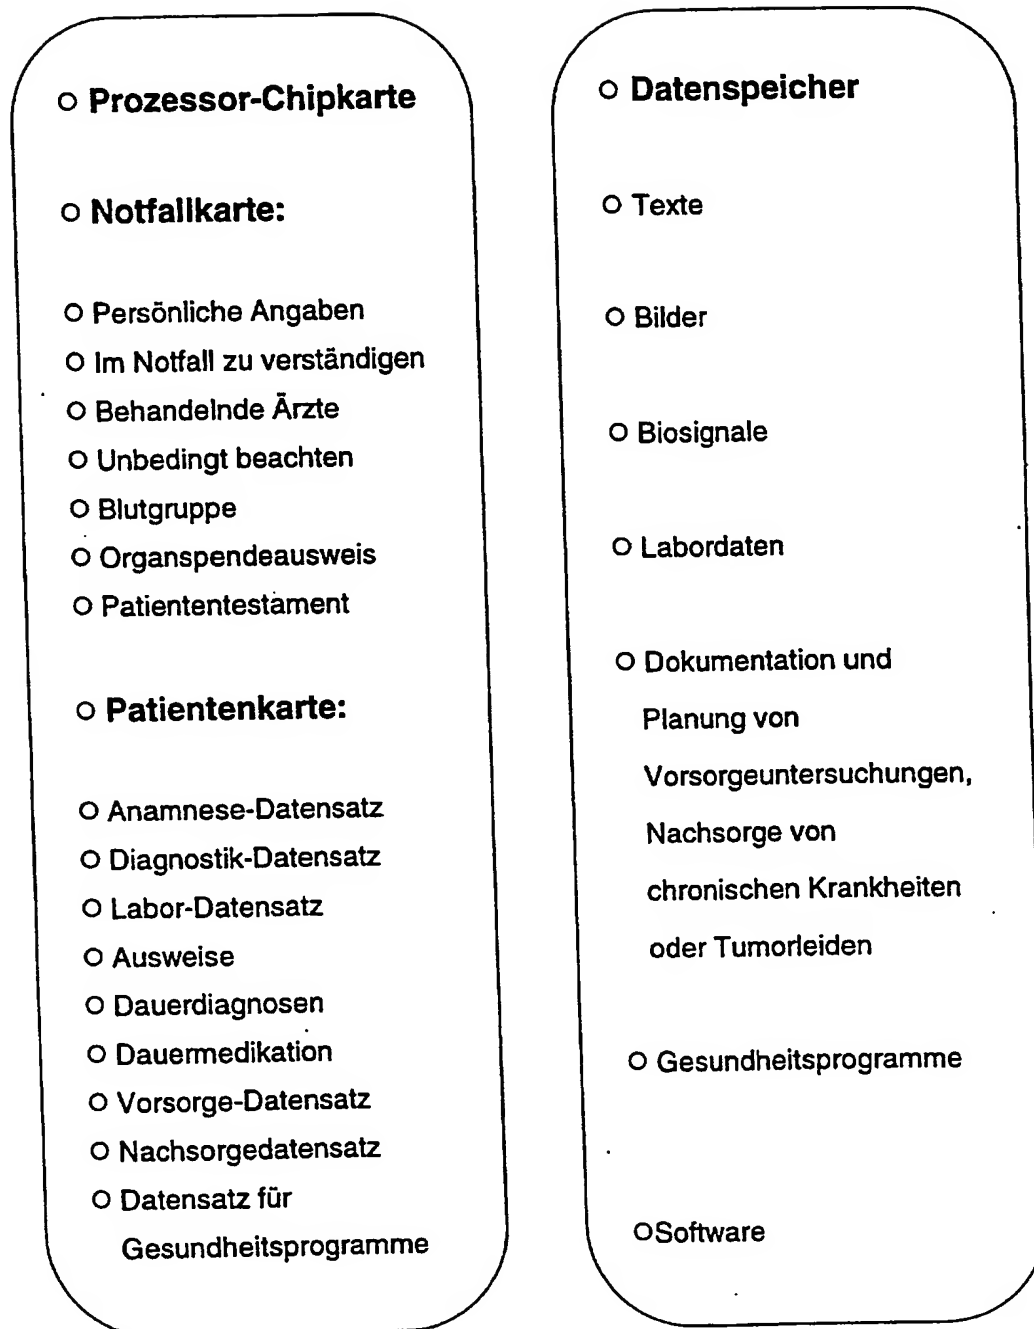 O Prozessor-Chipkarte
O Notfallkarte:
O Persönliche Angaben
O Im Notfall zu verständigen
O Behandelnde Ärzte
O Unbedingt beachten
O Blutgruppe
O Organspendeausweis
O Patiententestament
O Patientenkarte:
O Anamnese-Datensatz
O Diagnostik-Datensatz
O Labor-Datensatz
O Ausweise
O Dauerdiagnosen
O Dauermedikation
O Vorsorge-Datensatz
O Nachsorgedatensatz
O Datensatz für
Gesundheitsprogramme
O Datenspeicher
O Texte
O Bilder
O Biosignale
O Labordaten
O Dokumentation und
Planung von
Vorsorgeuntersuchungen,
Nachsorge von
chronischen Krankheiten
oder Tumorleiden
O Gesundheitsprogramme
OSoftware